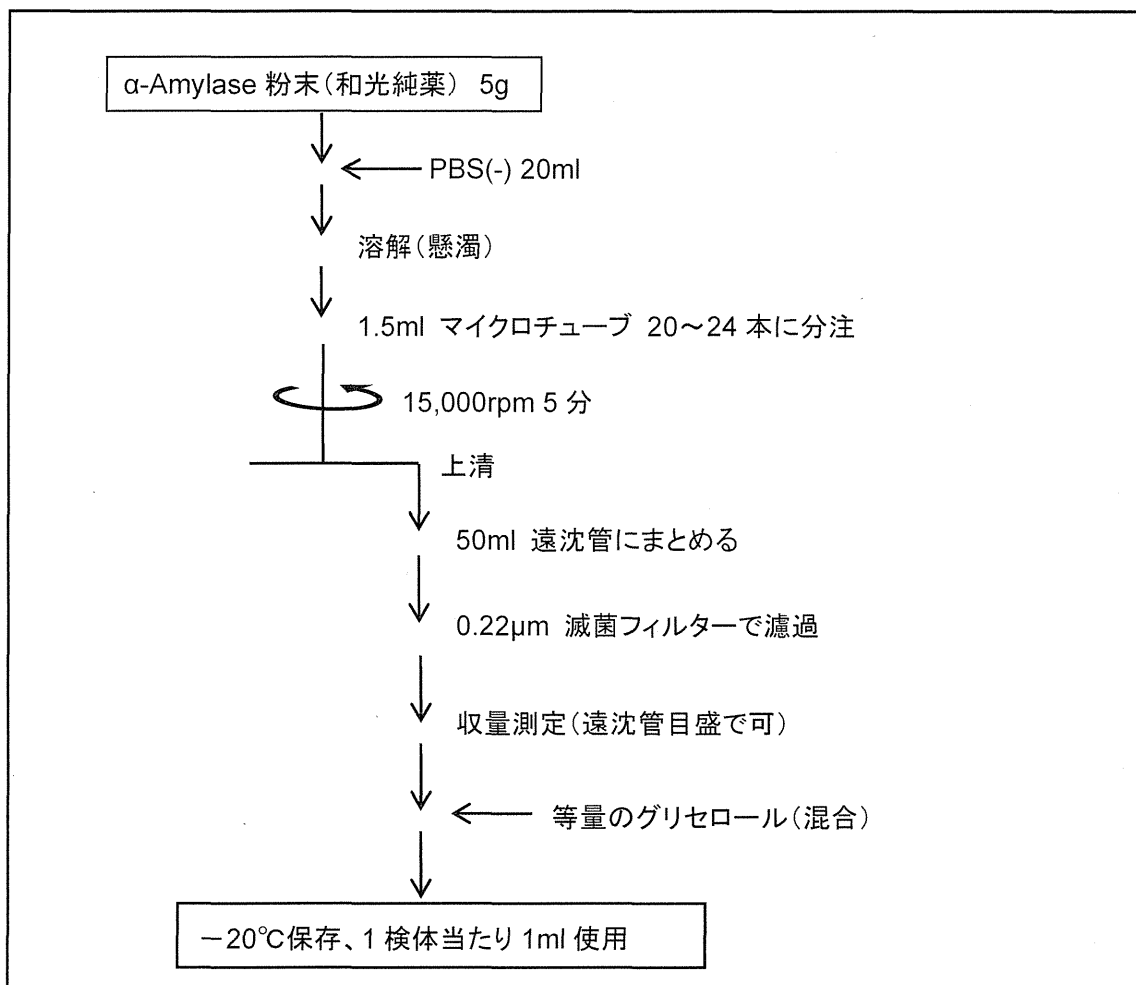 α-Amylase 粉末(和光純薬) 5g
PBS(-) 20ml
溶解(懸濁)
1.5ml マイクロチューブ 20~24 本に分注
15,000rpm 5 分
上清
50ml 遠沈管にまとめる
0.22µm 滅菌フィルターで濾過
収量測定(遠沈管目盛で可)
等量のグリセロール(混合)
-20℃保存、1 検体当たり 1ml 使用